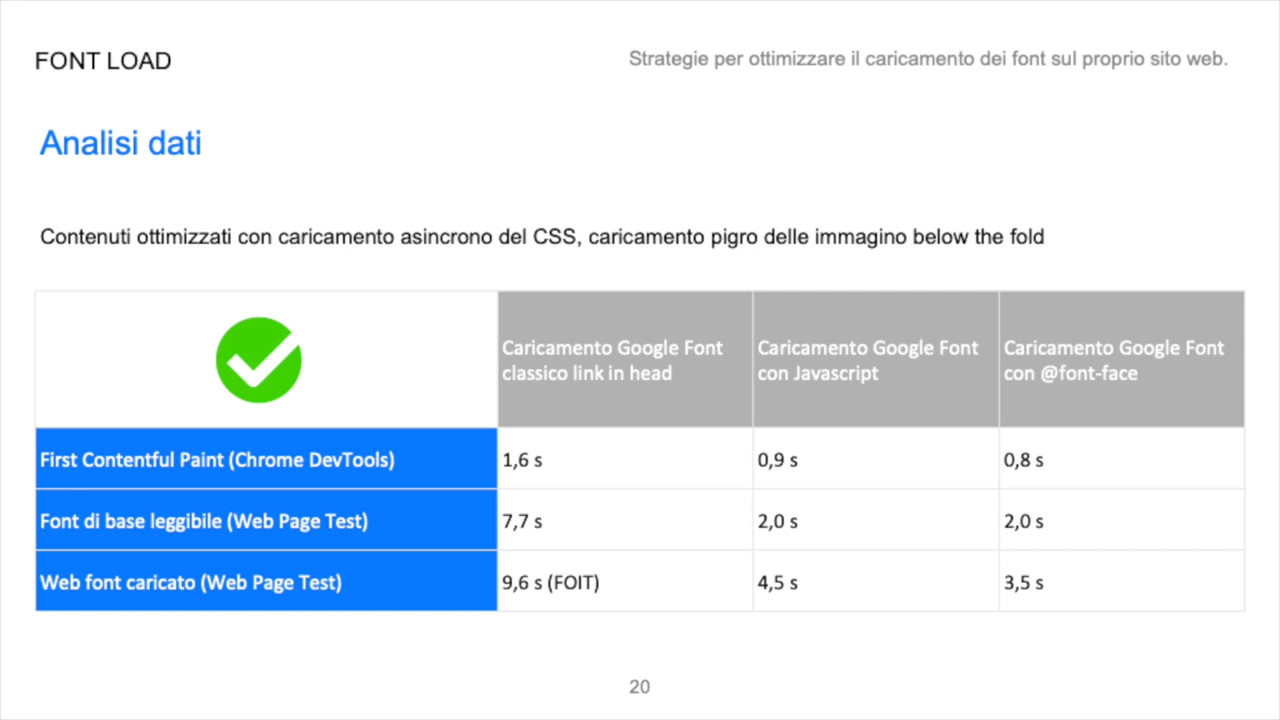 FONT LOAD
Strategie per ottimizzare il caricamento dei font sul proprio sito web.
Analisi dati
Contenuti ottimizzati con caricamento asincrono del CSS, caricamento pigro delle immagino below the fold
Caricamento Google Font
classico link in head
Caricamento Google Font
con Javascript
Caricamento Google Font
con @font-face
First Contentful Paint (Chrome DevTools)
1,6 s
0,9 s
0,8 s
Font di base leggibile (Web Page Test)
7,7 s
2,0 s
2,0 s
Web font caricato (Web Page Test)
9,6 s (FOIT)
4,5 s
3,5 s
20